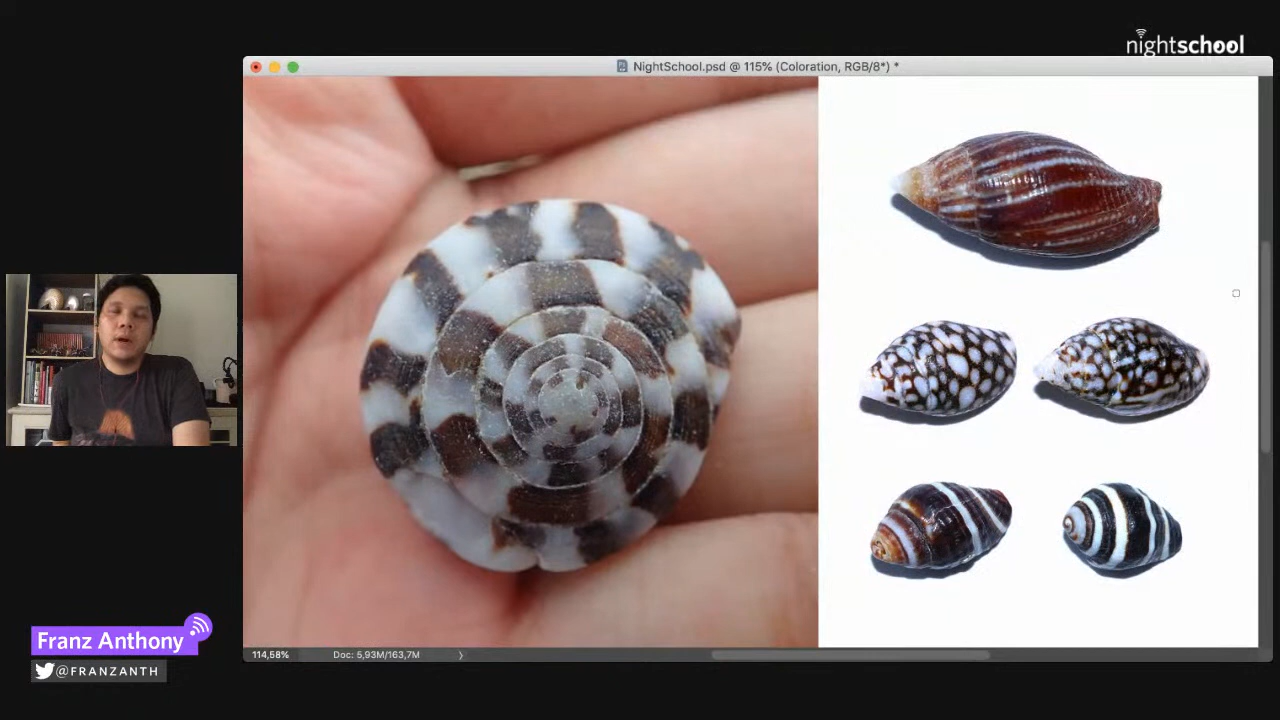 nightschool
NightSchool.psd @ 115% (Coloration, RGB/8*) *
Franz Anthony
@FRANZANTH
114,58%
Doc: 5,93M/163,7M